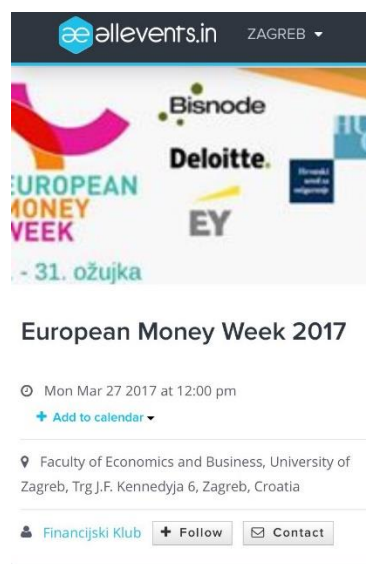 æ allevents.in ZAGREB
Bisnode
Deloitte.
EUROPEAN
MONEY
WEEK
EY
- 31. ožujka
European Money Week 2017
Mon Mar 27 2017 at 12:00 pm
+ Add to calendar
Faculty of Economics and Business, University of
Zagreb, Trg J.F. Kennedyja 6, Zagreb, Croatia
Financijski Klub + Follow Contact